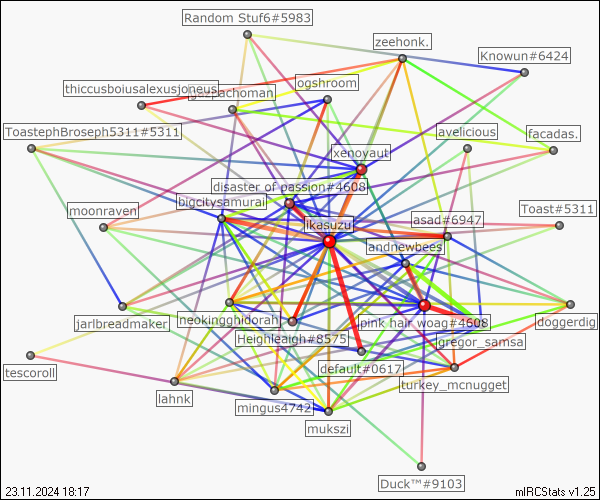 Random Stuf6#5983
zeehonk.
Knowun#6424
thiccusboiusalexusjoneus
ogshroom
gazpachoman
ToastephBroseph5311#5311
avelicious
facadas.
xenoyaut
disaster of passion#4608
bigcitysamurai
moonraven
ikasuzu
asad#6947
Toast#5311
andnewbees
jarlbreadmaker
neokingghidorah
pink hair woag#4608
doggerdig
Heighleaigh#8575
gregor_samsa
tescoroll
default#0617
turkey_mcnugget
lahnk
mingus4742
mukszi
Duck™#9103
23.11.2024 18:17
mIRCStats v1.25